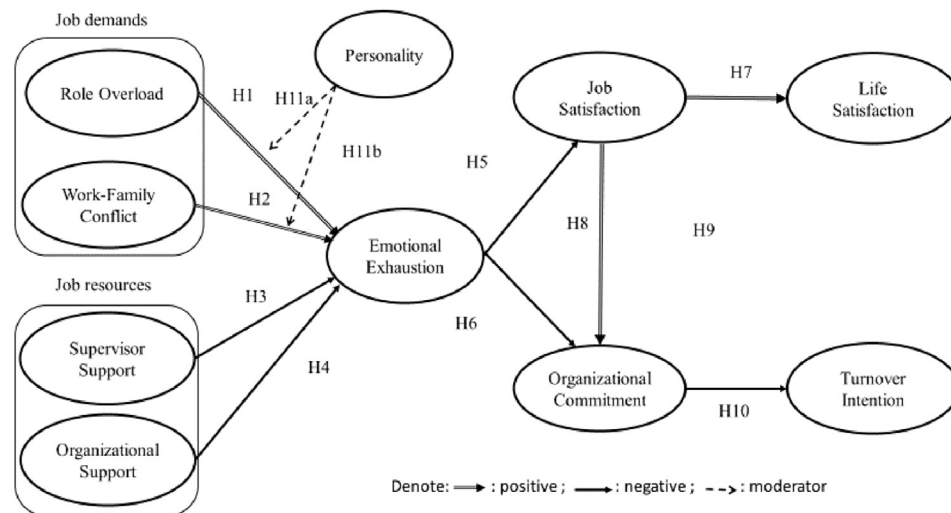 Job demands
Role Overload
Work-Family
Conflict
Job resources
Supervisor
Support
Organizational
Support
H1
H2
H3
H4
Personality
H11a
H11b
Emotional
Exhaustion
H5
H6
Job
Satisfaction
H7
Life
Satisfaction
H8
H9
Organizational
Commitment
H10
Turnover
Intention
Denote: : positive ; : negative ; : moderator